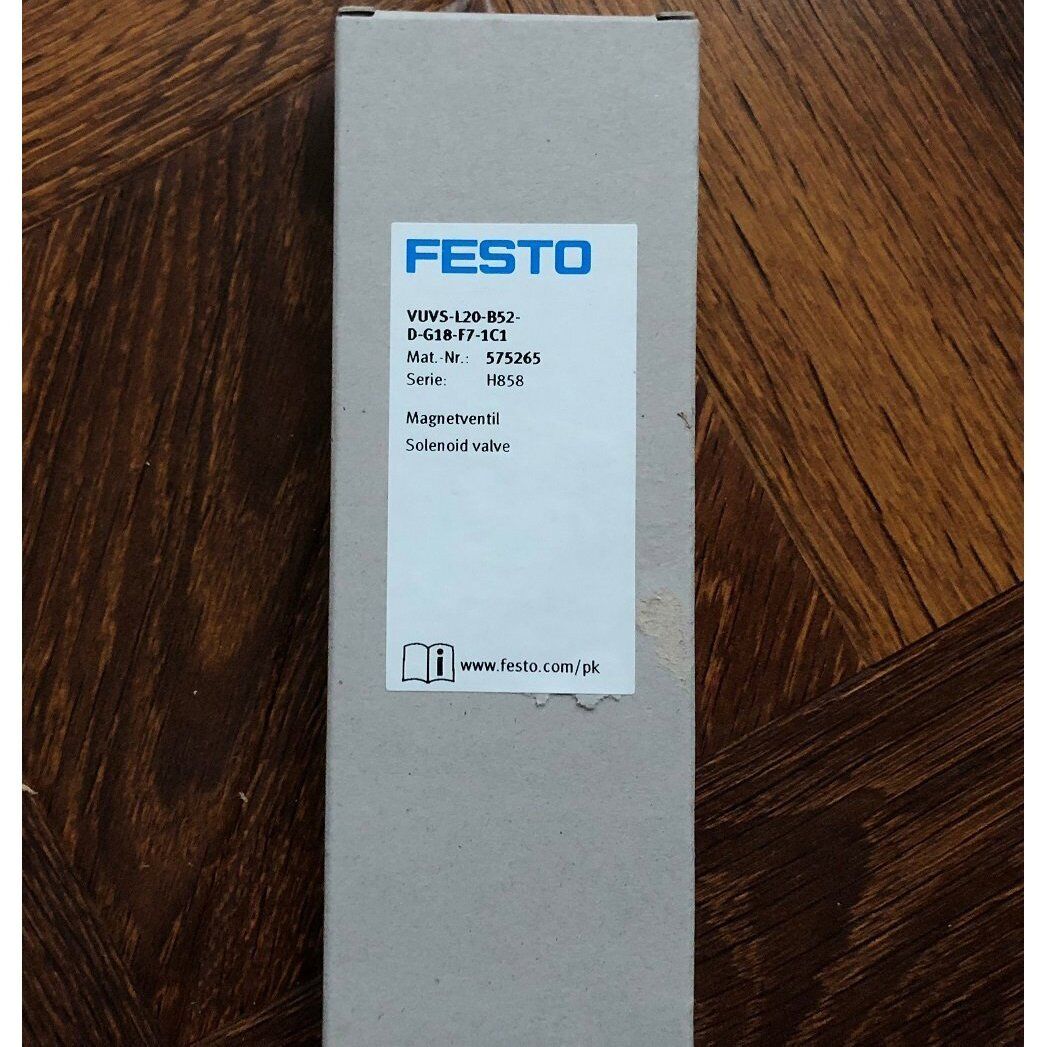 FESTO
VUVS-L20-B52-
D-G18-F7-1C1
Mat.-Nr.: 575265
Serie: H858
Magnetventil
Solenoid valve
i www.festo.com/pk